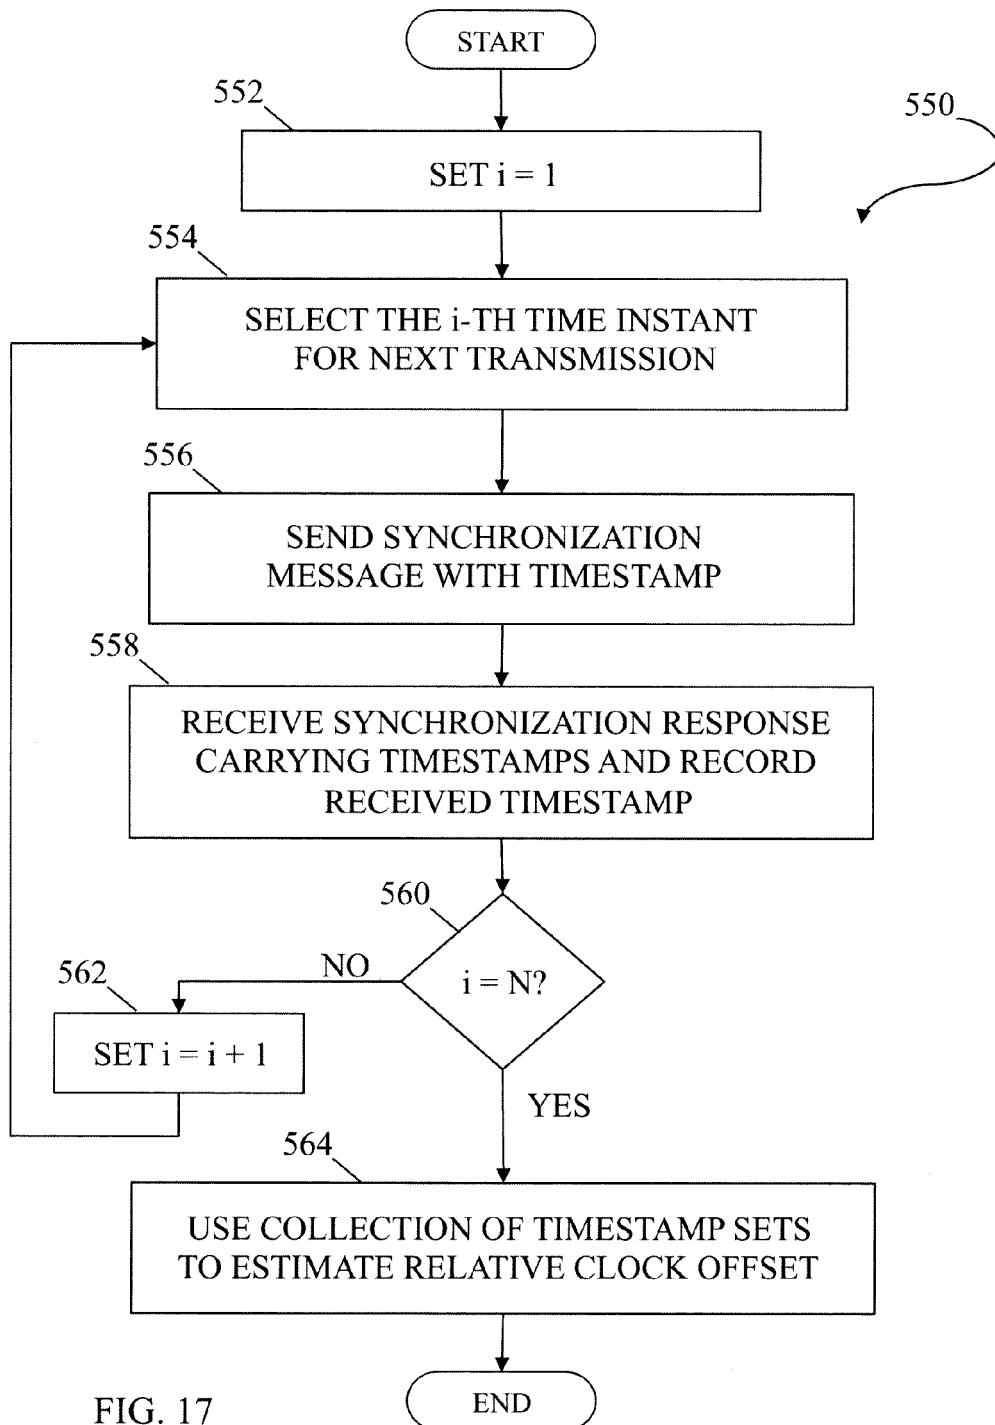 START
552
550
SET i = 1
554
SELECT THE i-TH TIME INSTANT
FOR NEXT TRANSMISSION
556
SEND SYNCHRONIZATION
MESSAGE WITH TIMESTAMP
558
RECEIVE SYNCHRONIZATION RESPONSE
CARRYING TIMESTAMPS AND RECORD
RECEIVED TIMESTAMP
560
i = N?
NO
562
SET i = i + 1
YES
564
USE COLLECTION OF TIMESTAMP SETS
TO ESTIMATE RELATIVE CLOCK OFFSET
END
FIG. 17